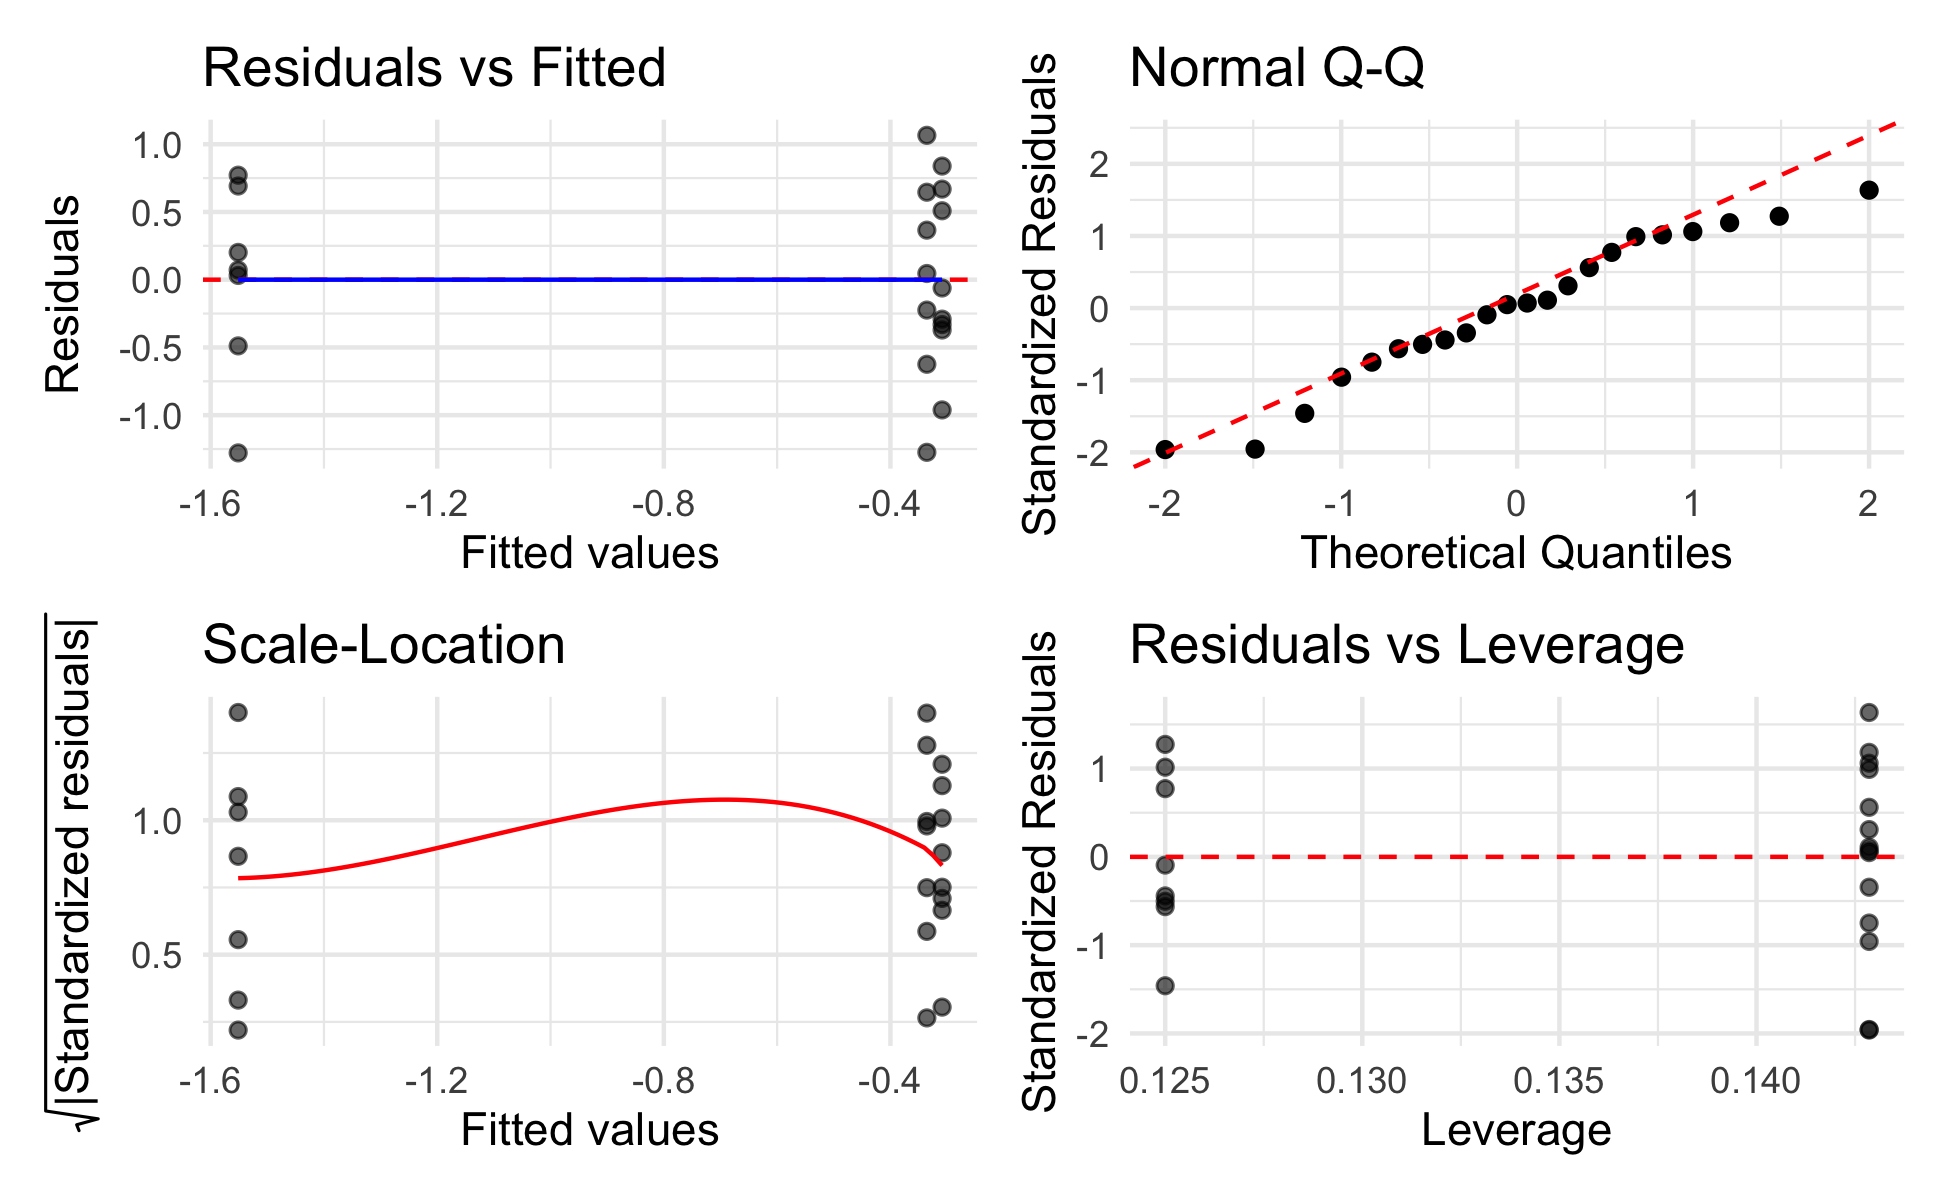 Residuals vs Fitted
1.0
0.5
0.0
-0.5
-1.0
Residuals
-1.6 -1.2 -0.8 -0.4
Fitted values
Normal Q-Q
2
1
0
-1
-2
Standardized Residuals
-2 -1 0 1 2
Theoretical Quantiles
Scale-Location
1.0
0.5
√|Standardized residuals|
-1.6 -1.2 -0.8 -0.4
Fitted values
Residuals vs Leverage
1
0
-1
-2
Standardized Residuals
0.125 0.130 0.135 0.140
Leverage